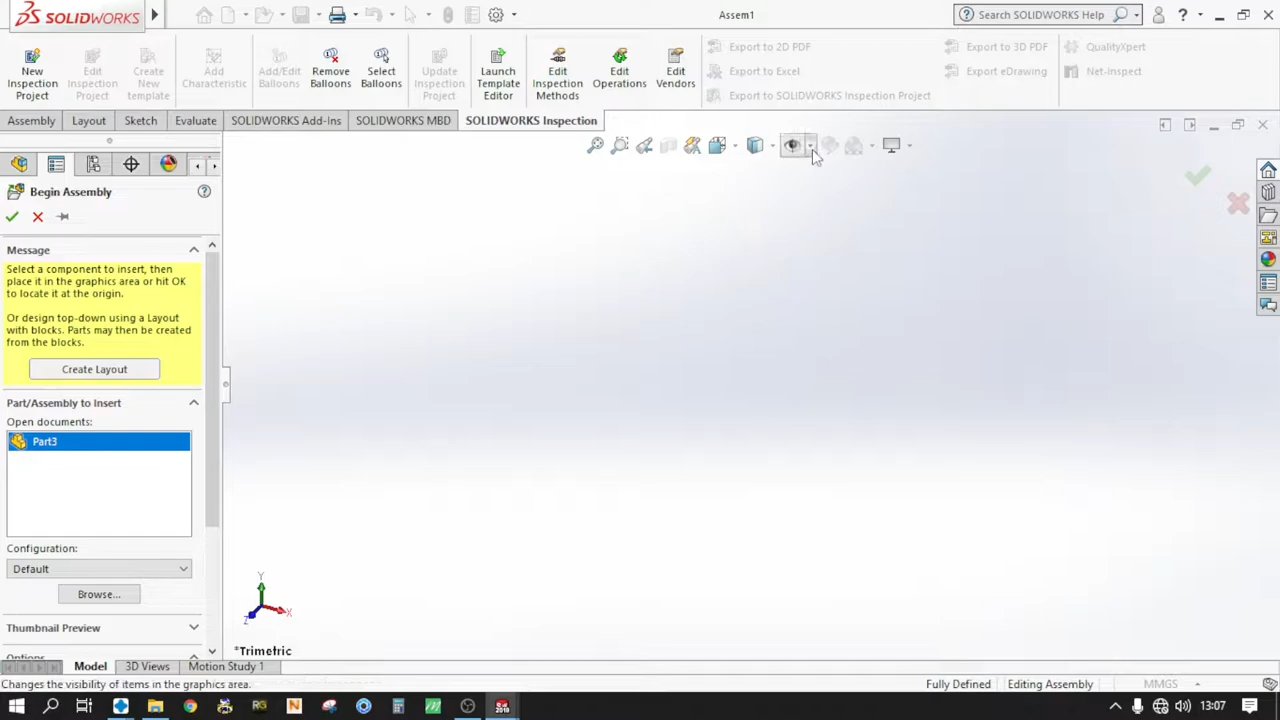 SOLIDWORKS
Assem1
Search SOLIDWORKS Help
New Inspection Project
Edit Inspection Project
Create New template
Add Characteristic
Add/Edit Balloons
Remove Balloons
Select Balloons
Update Inspection Project
Launch Template Editor
Edit Inspection Methods
Edit Operations
Edit Vendors
Export to 2D PDF
Export to Excel
Export to SOLIDWORKS Inspection Project
Export to 3D PDF
Export eDrawing
QualityXpert
Net-Inspect
Assembly
Layout
Sketch
Evaluate
SOLIDWORKS Add-Ins
SOLIDWORKS MBD
SOLIDWORKS Inspection
Begin Assembly
Message
Select a component to insert, then
place it in the graphics area or hit OK
to locate it at the origin.
Or design top-down using a Layout
with blocks. Parts may then be created
from the blocks.
Create Layout
Part/Assembly to Insert
Open documents:
Part3
Configuration:
Default
Browse...
Thumbnail Preview
Options
Y
X
Z
*Trimetric
Model
3D Views
Motion Study 1
Changes the visibility of items in the graphics area.
Fully Defined
Editing Assembly
MMGS
RG
N
2018
13:07